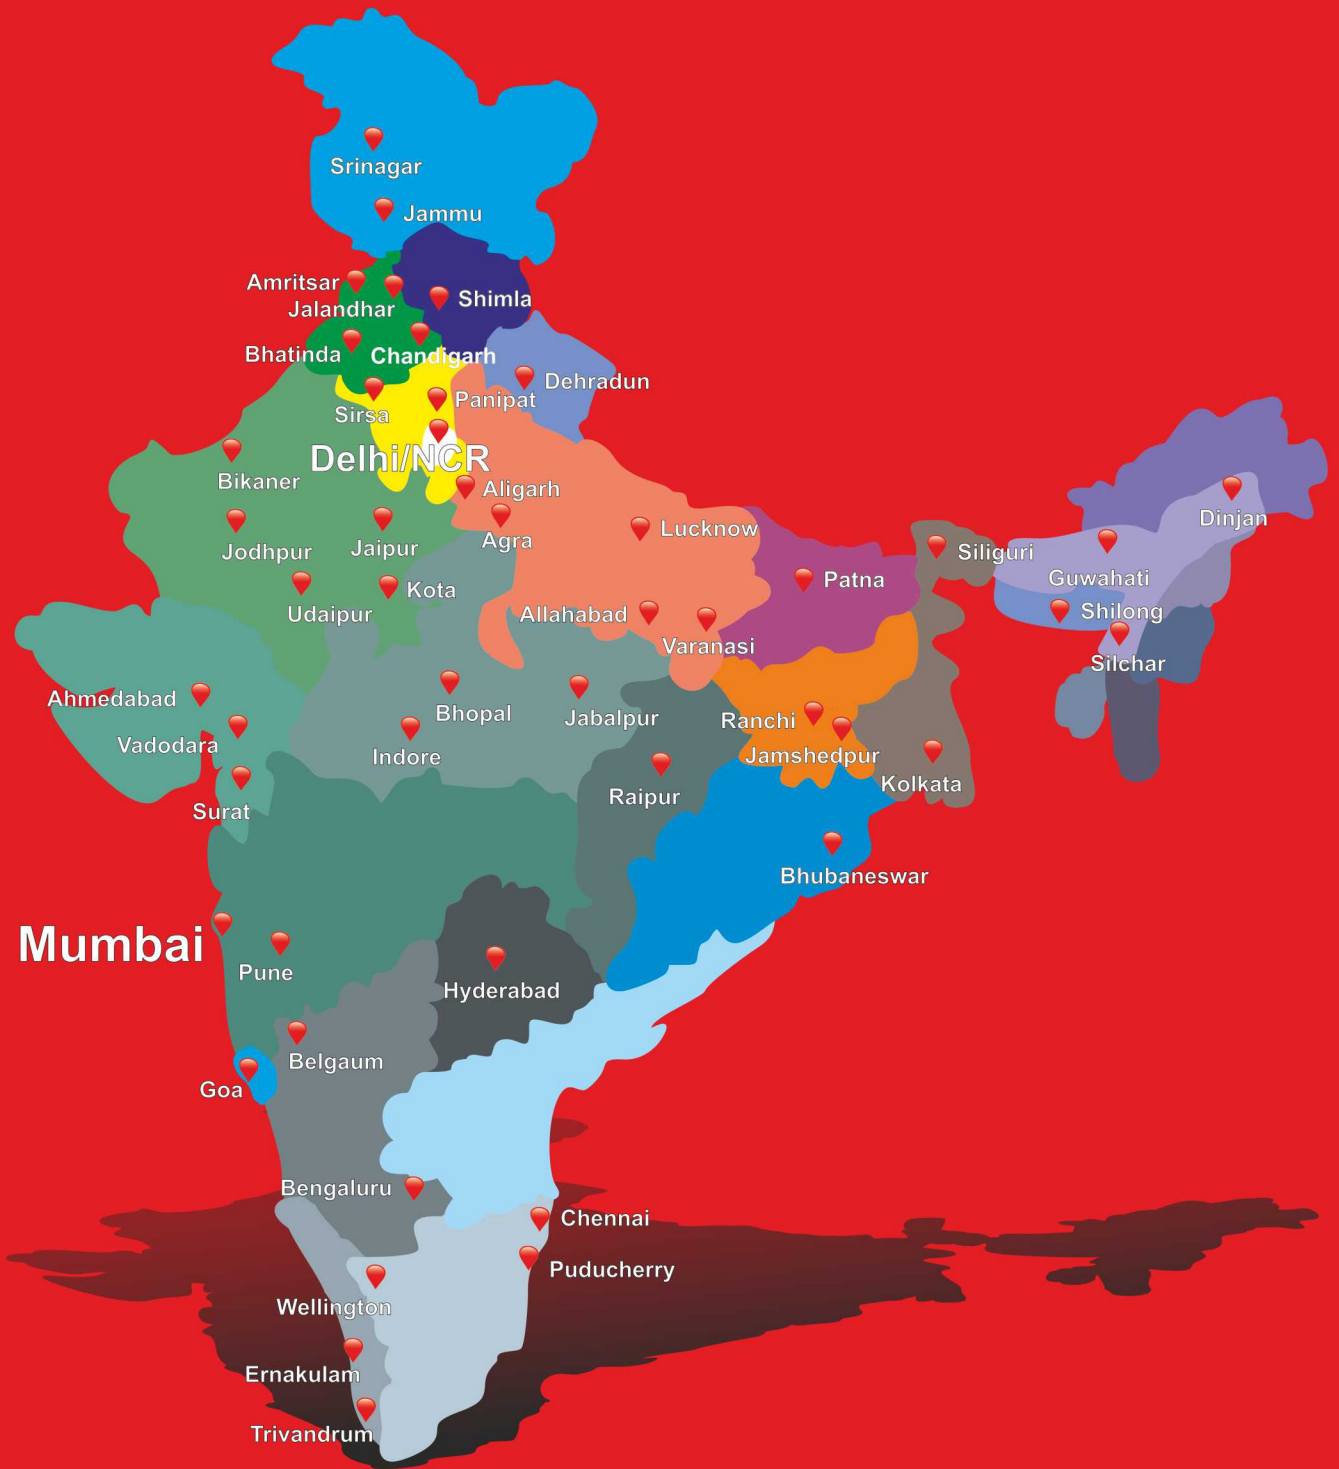 Srinagar
Jammu
Amritsar
Jalandhar
Shimla
Bhatinda
Chandigarh
Dehradun
Sirsa
Panipat
Delhi/NCR
Bikaner
Aligarh
Dinjan
Jodhpur
Jaipur
Agra
Lucknow
Siliguri
Guwahati
Udaipur
Kota
Patna
Allahabad
Shilong
Varanasi
Silchar
Ahmedabad
Bhopal
Jabalpur
Ranchi
Vadodara
Indore
Jamshedpur
Surat
Raipur
Kolkata
Bhubaneswar
Mumbai
Pune
Hyderabad
Belgaum
Goa
Bengaluru
Chennai
Puducherry
Wellington
Ernakulam
Trivandrum